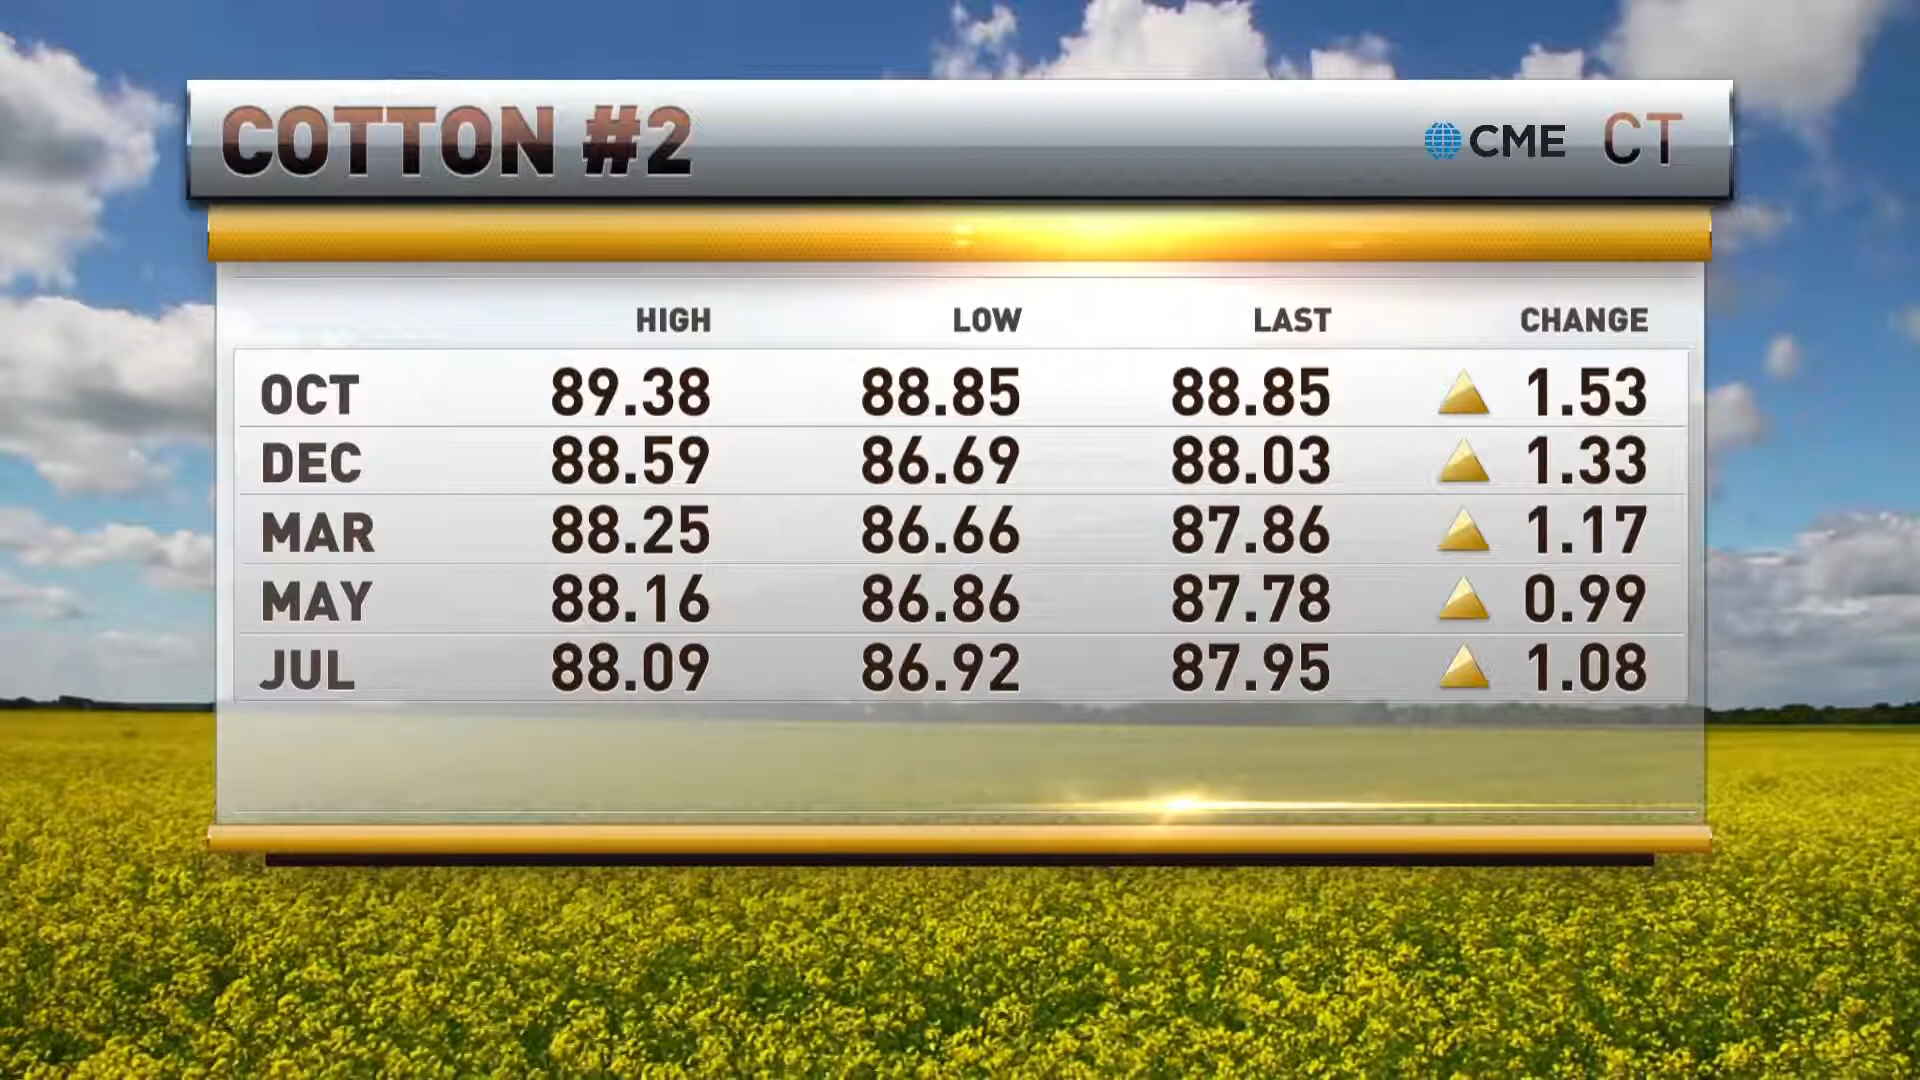 COTTON #2 CME CT
HIGH LOW LAST CHANGE
OCT 89.38 88.85 88.85 1.53
DEC 88.59 86.69 88.03 1.33
MAR 88.25 86.66 87.86 1.17
MAY 88.16 86.86 87.78 0.99
JUL 88.09 86.92 87.95 1.08